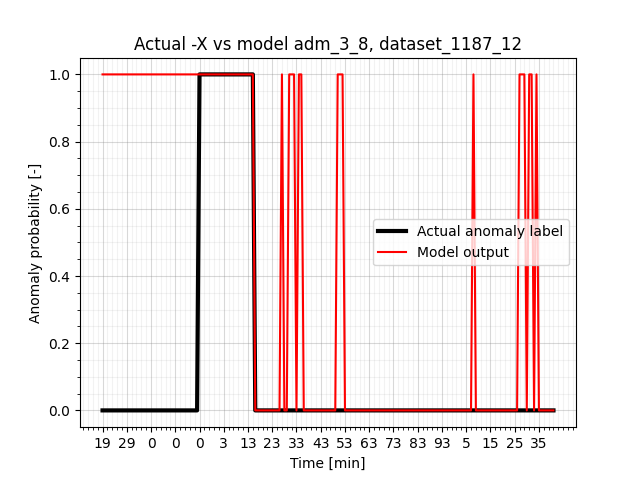 Actual -X vs model adm_3_8, dataset_1187_12
Anomaly probability [-]
1.0
0.8
0.6
0.4
0.2
0.0
Actual anomaly label
Model output
19 29 0 0 0 3 13 23 33 43 53 63 73 83 93 5 15 25 35
Time [min]